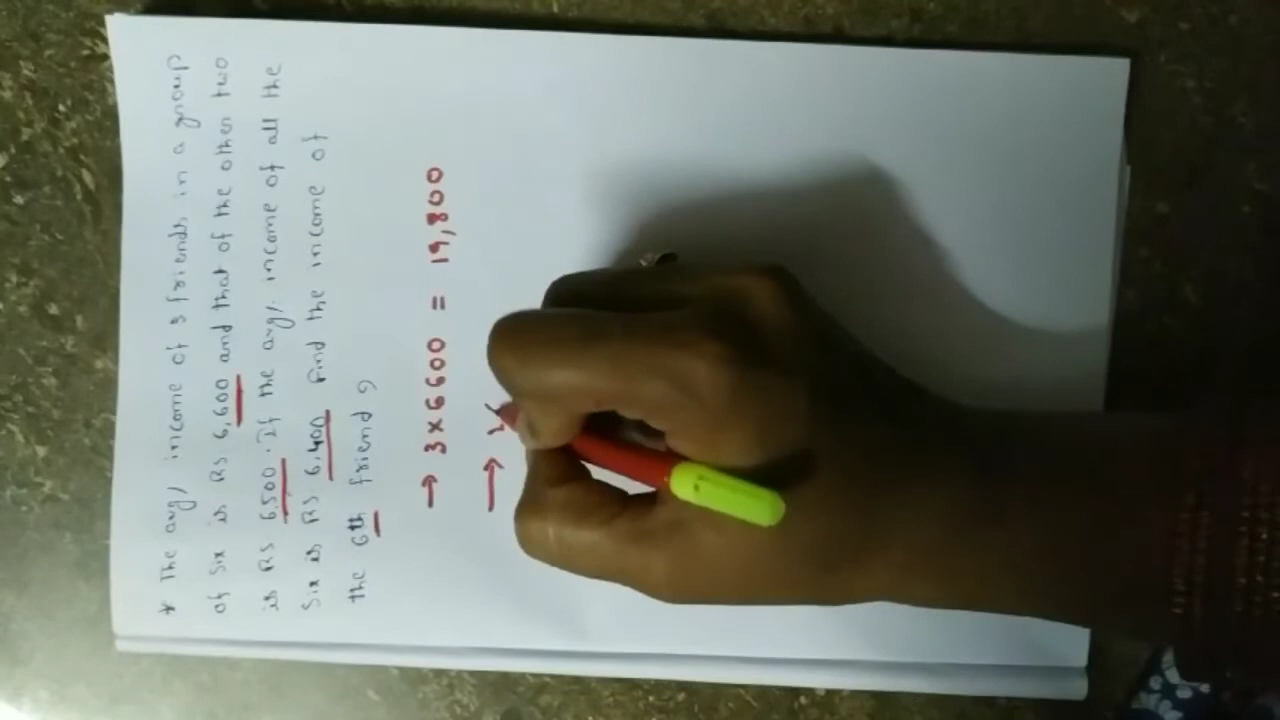 * The avg/ income of 3 friends in a group
of six is RS 6,600 and that of the other two
is RS 6,500. If the avg/. income of all the
six is RS 6,400 Find the income of
the 6th friend ?
→ 3x6600 = 19,800
→ 2x